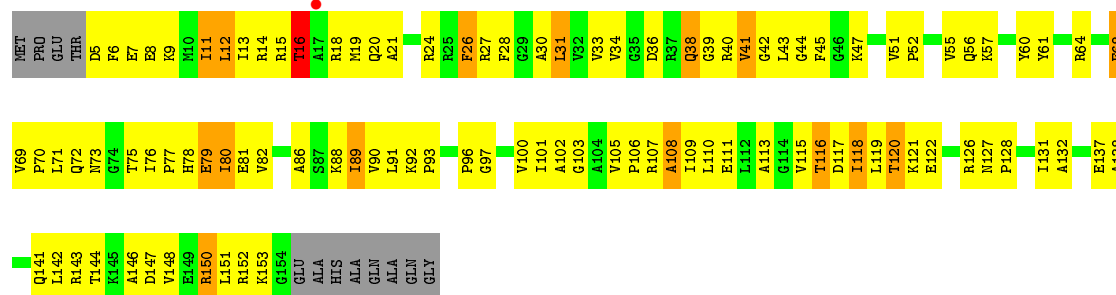 MET PRO GLU THR D5 F6 E7 E8 K9 M10 I11 L12 I13 R14 R15 T16 A17 R18 M19 Q20 A21 R24 R25 F26 R27 F28 G29 A30 L31 V32 V33 V34 G35 D36 R37 Q38 G39 R40 V41 G42 L43 G44 F45 G46 K47 V51 P52 V55 Q56 K57 Y60 Y61 R64
V69 P70 L71 Q72 N73 G74 T75 I76 P77 H78 E79 I80 E81 V82 A86 S87 K88 I89 V90 L91 K92 P93 P96 G97 V100 I101 A102 G103 A104 V105 P106 R107 A108 I109 L110 E111 L112 A113 G114 V115 T116 D117 I118 L119 T120 K121 E122 R126 N127 P128 I131 A132 E137
Q141 L142 R143 T144 K145 A146 D147 V148 E149 R150 L151 R152 K153 G154 GLU ALA HIS ALA GLN ALA GLN GLY